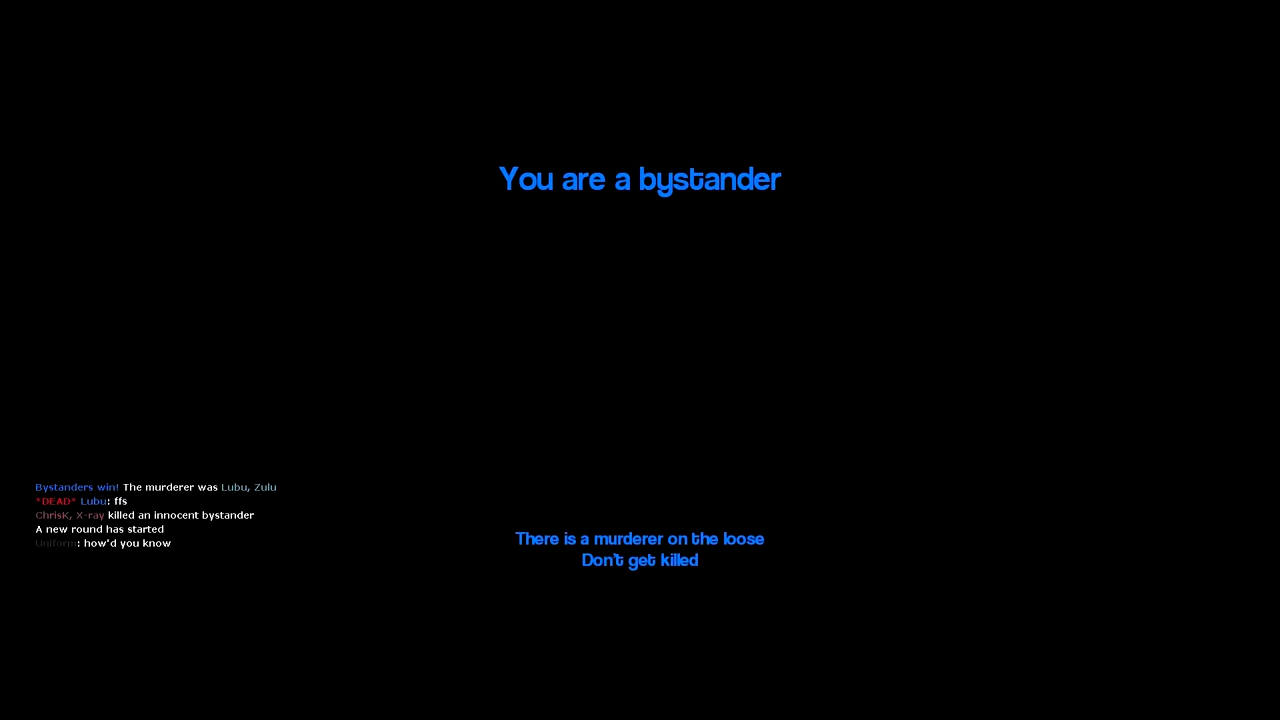 You are a bystander
Bystanders win! The murderer was Lubu, Zulu
*DEAD* Lubu: ffs
ChrisK, X-ray killed an innocent bystander
A new round has started
Uniform: how'd you know
There is a murderer on the loose
Don't get killed